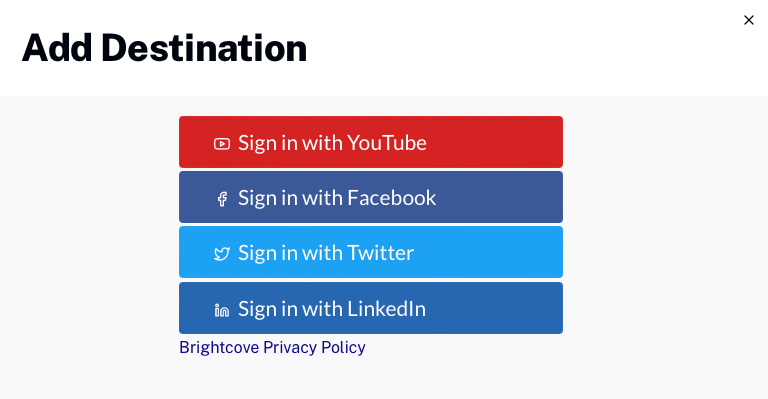 Add Destination
Sign in with YouTube
Sign in with Facebook
Sign in with Twitter
Sign in with LinkedIn
Brightcove Privacy Policy